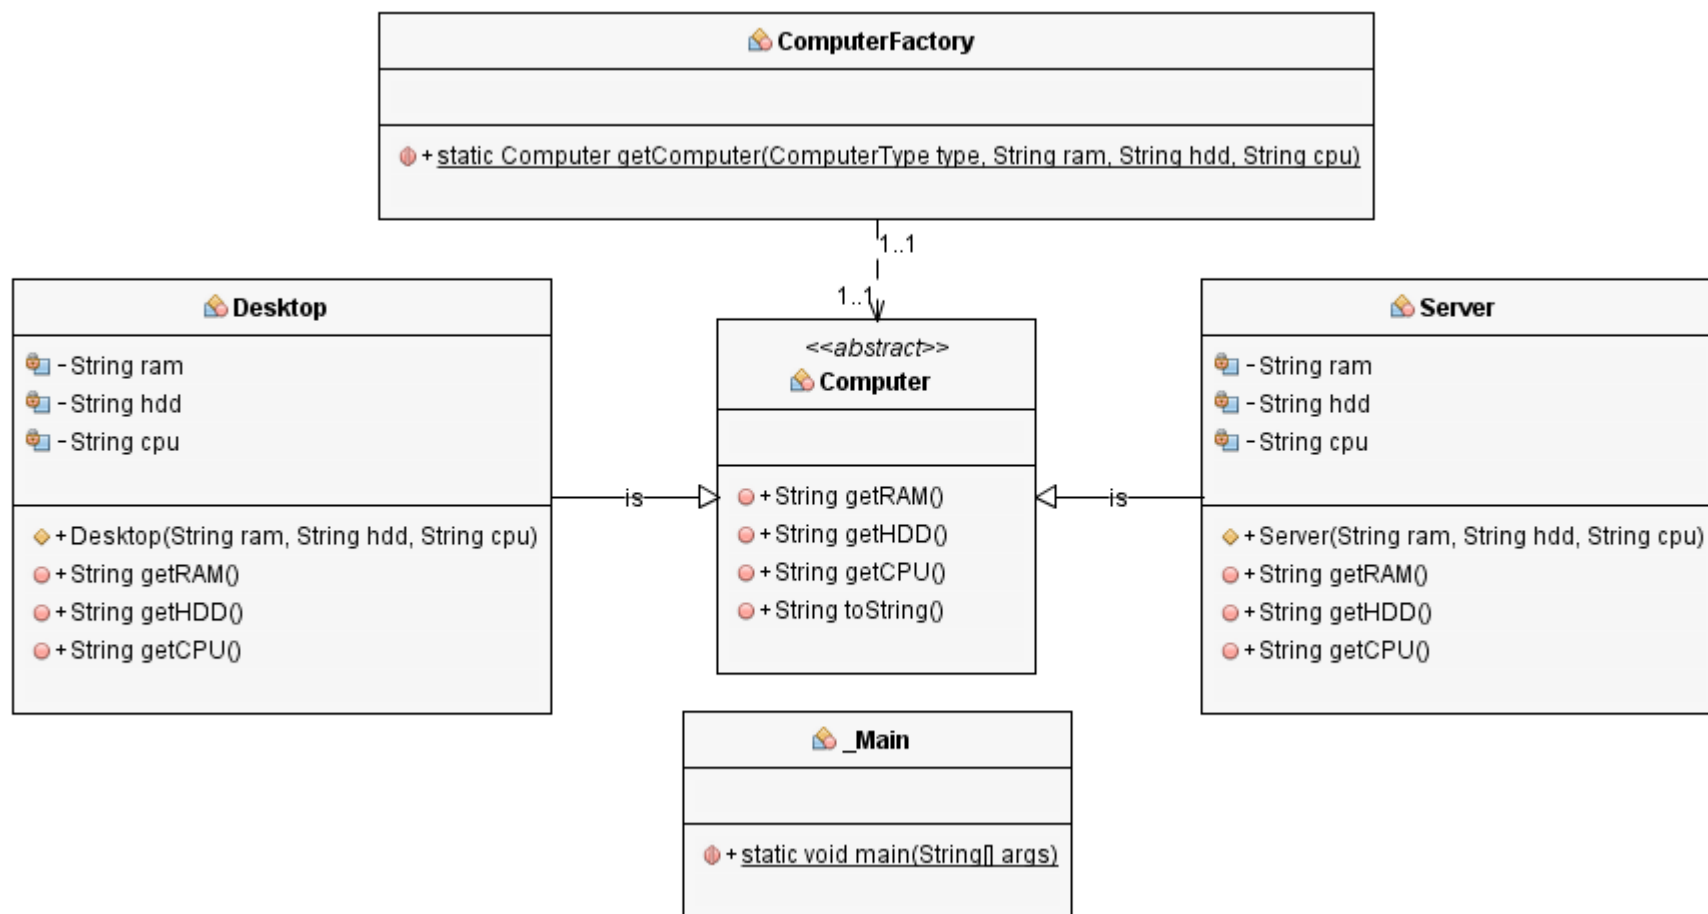 ComputerFactory
+ static Computer getComputer(ComputerType type, String ram, String hdd, String cpu)
1..1
1..1
Desktop
- String ram
- String hdd
- String cpu
+ Desktop(String ram, String hdd, String cpu)
+ String getRAM()
+ String getHDD()
+ String getCPU()
is
<<abstract>>
Computer
+ String getRAM()
+ String getHDD()
+ String getCPU()
+ String toString()
is
Server
- String ram
- String hdd
- String cpu
+ Server(String ram, String hdd, String cpu)
+ String getRAM()
+ String getHDD()
+ String getCPU()
_Main
+ static void main(String[] args)